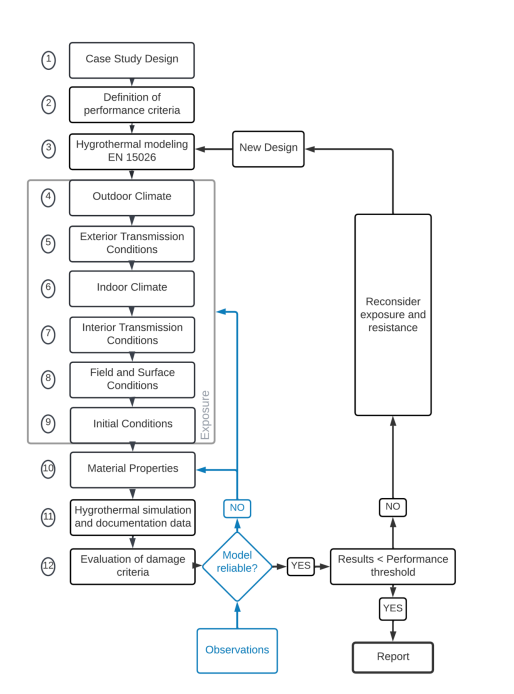 1
Case Study Design
2
Definition of
performance criteria
3
Hygrothermal modeling
EN 15026
New Design
4
Outdoor Climate
5
Exterior Transmission
Conditions
6
Indoor Climate
7
Interior Transmission
Conditions
8
Field and Surface
Conditions
9
Initial Conditions
Exposure
Reconsider
exposure and
resistance
10
Material Properties
11
Hygrothermal simulation
and documentation data
NO
NO
12
Evaluation of damage
criteria
Model
reliable?
YES
Results < Performance
threshold
YES
Observations
Report